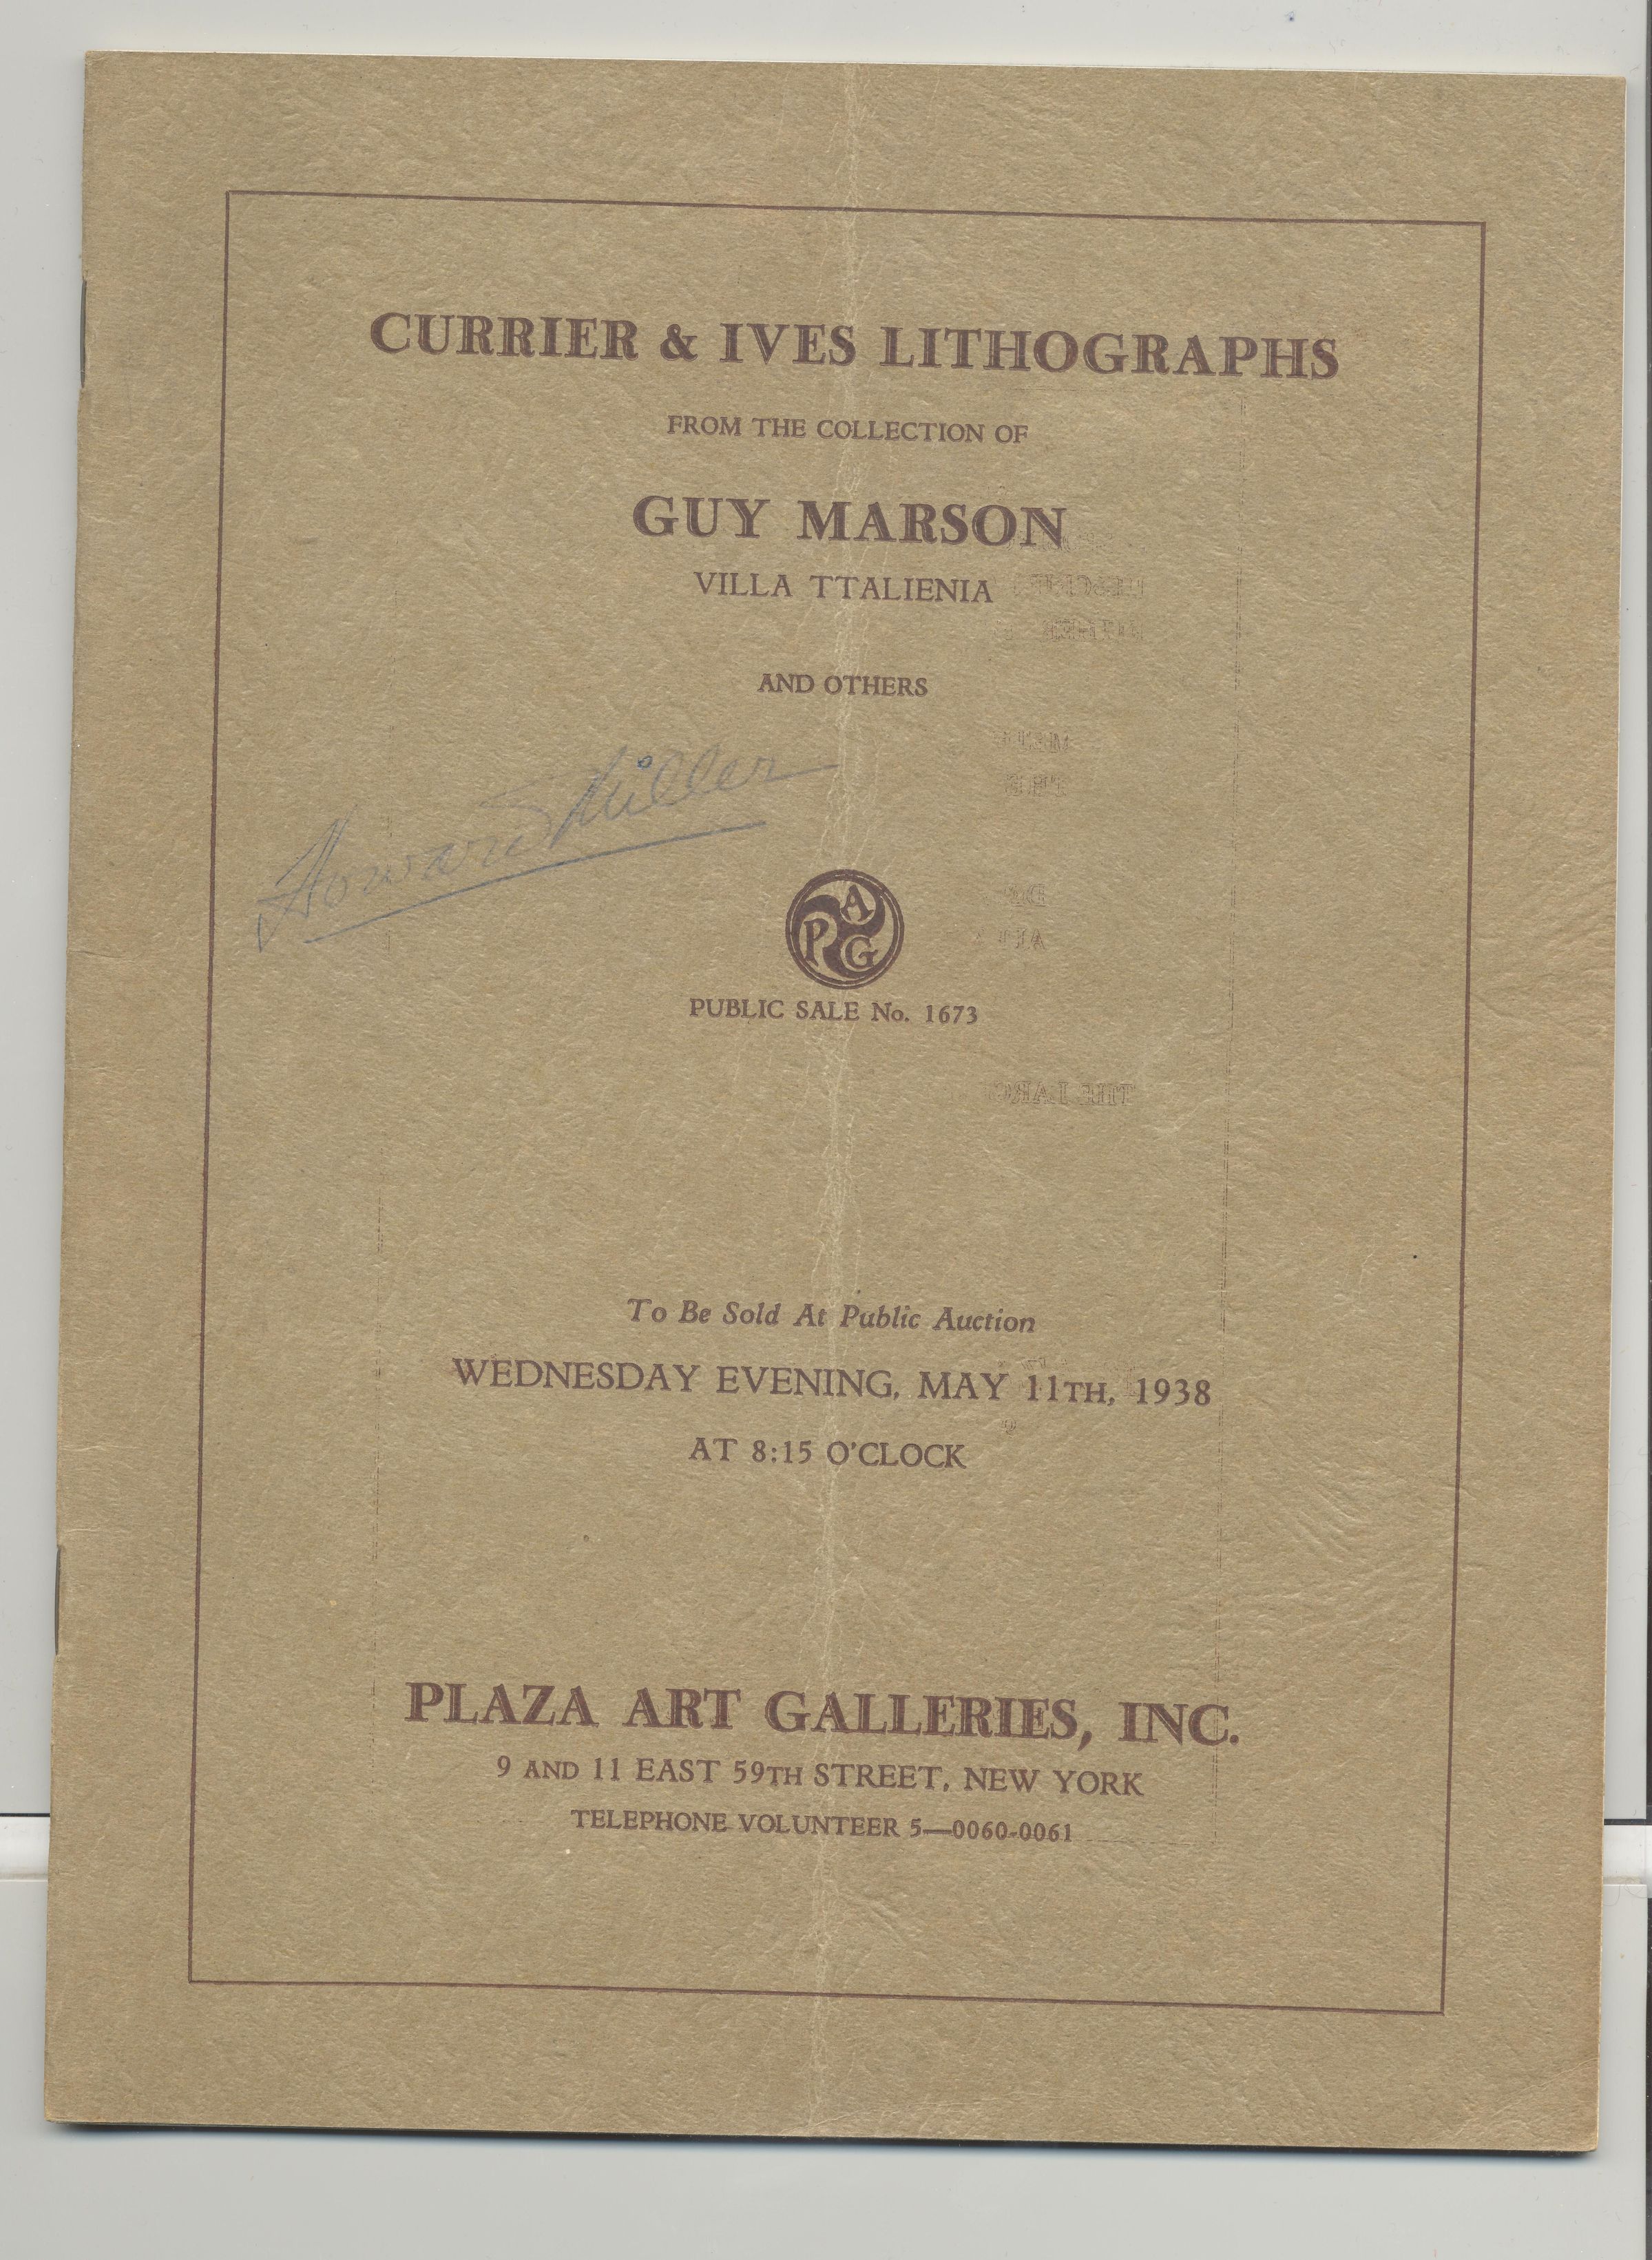 CURRIER & IVES LITHOGRAPHS
FROM THE COLLECTION OF
GUY MARSON
VILLA TTALIENIA
AND OTHERS
Howard Miller
P A G
PUBLIC SALE No. 1673
To Be Sold At Public Auction
WEDNESDAY EVENING, MAY 11TH, 1938
AT 8:15 O'CLOCK
PLAZA ART GALLERIES, INC.
9 AND 11 EAST 59TH STREET, NEW YORK
TELEPHONE VOLUNTEER 5—0060-0061